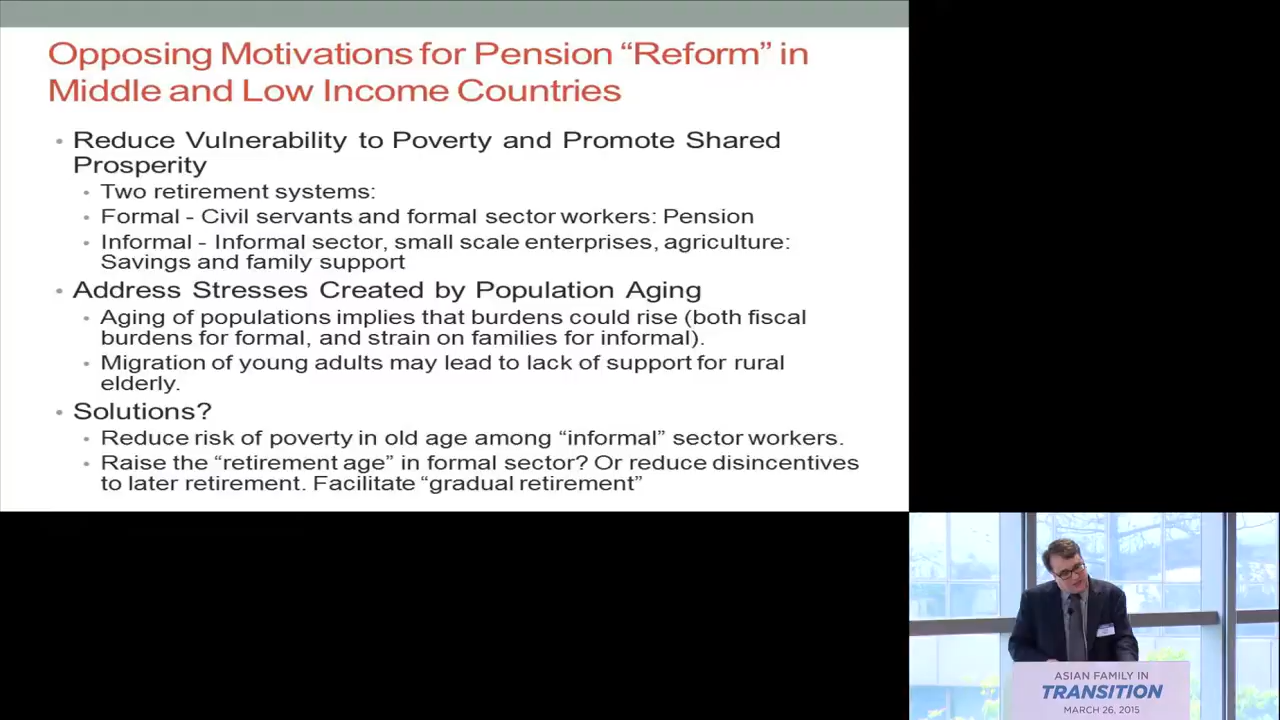 Opposing Motivations for Pension “Reform” in
Middle and Low Income Countries
• Reduce Vulnerability to Poverty and Promote Shared
Prosperity
• Two retirement systems:
• Formal - Civil servants and formal sector workers: Pension
• Informal - Informal sector, small scale enterprises, agriculture:
Savings and family support
• Address Stresses Created by Population Aging
• Aging of populations implies that burdens could rise (both fiscal
burdens for formal, and strain on families for informal).
• Migration of young adults may lead to lack of support for rural
elderly.
• Solutions?
• Reduce risk of poverty in old age among “informal” sector workers.
• Raise the “retirement age” in formal sector? Or reduce disincentives
to later retirement. Facilitate “gradual retirement”
ASIAN FAMILY IN
TRANSITION
MARCH 26, 2015